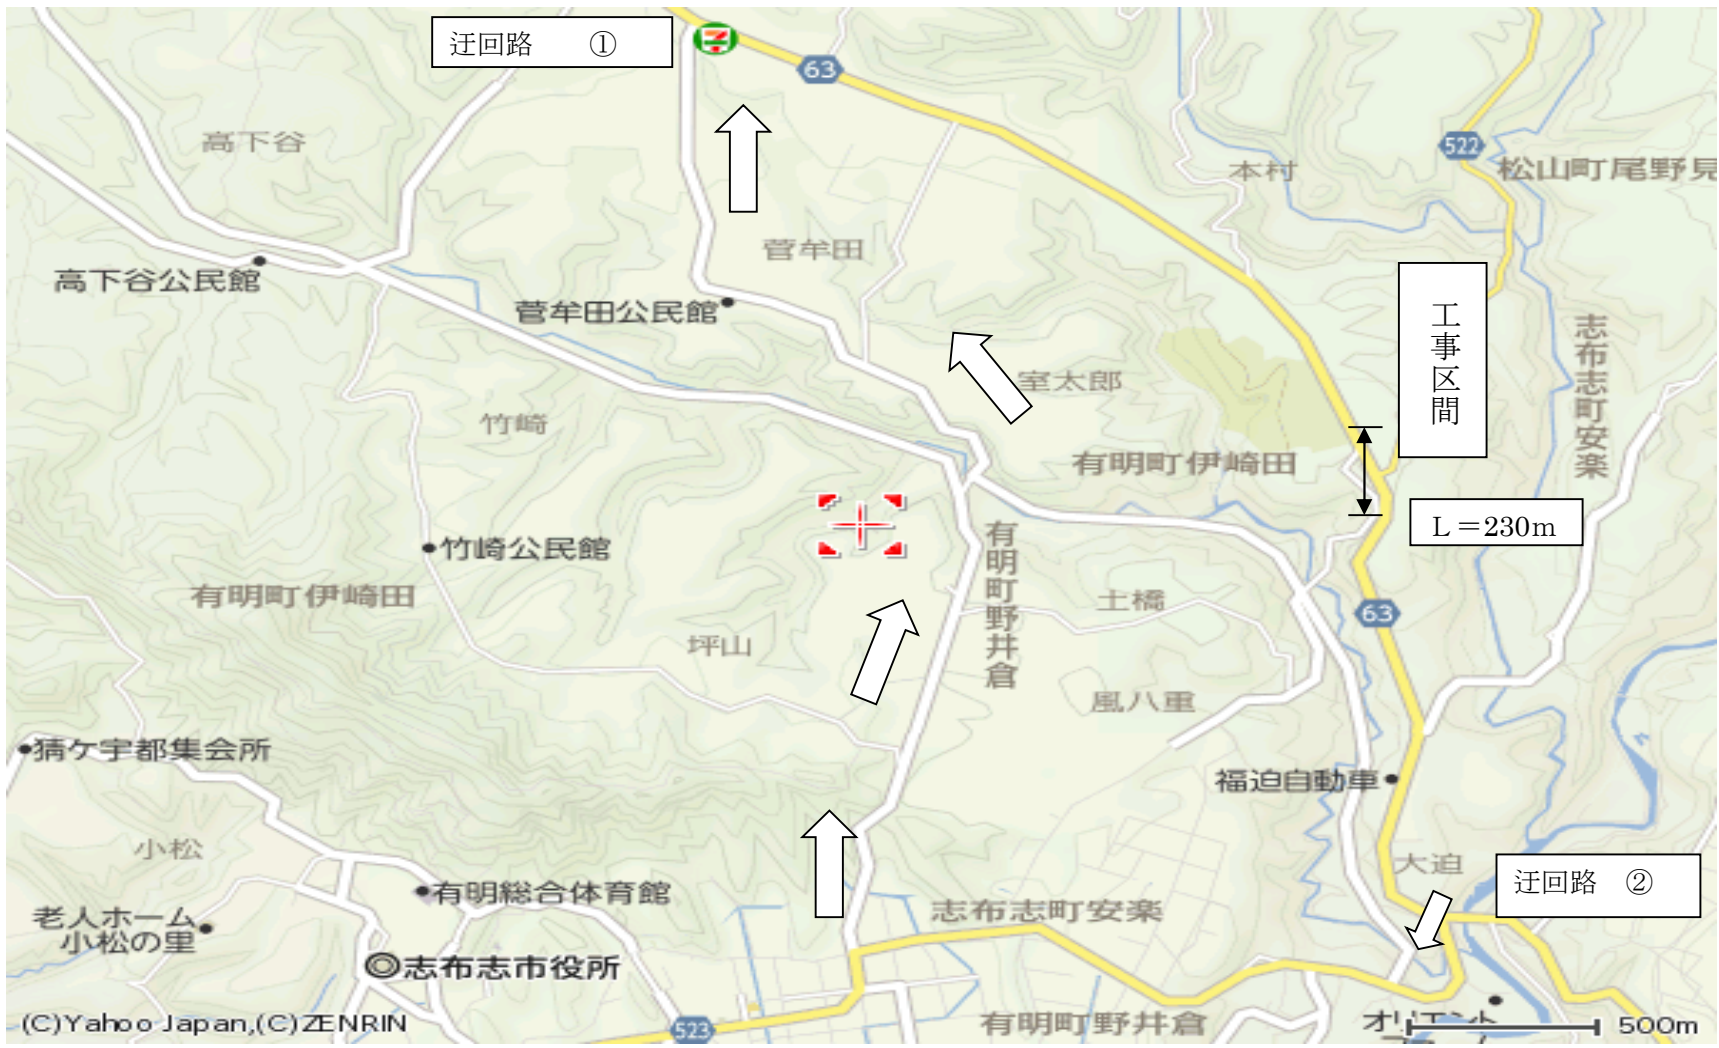 迂回路 ①
63
高下谷
522
本村
松山町尾野見
菅牟田
高下谷公民館
菅牟田公民館
工事区間
志布志町安楽
室太郎
竹崎
有明町伊崎田
L＝230m
竹崎公民館
有明町野井倉
有明町伊崎田
土橋
63
坪山
風八重
猜ケ宇都集会所
福迫自動車
小松
大迫
迂回路 ②
有明総合体育館
志布志町安楽
老人ホーム
小松の里
志布志市役所
(C)Yahoo Japan,(C)ZENRIN
523
有明町野井倉
オリエント
500m